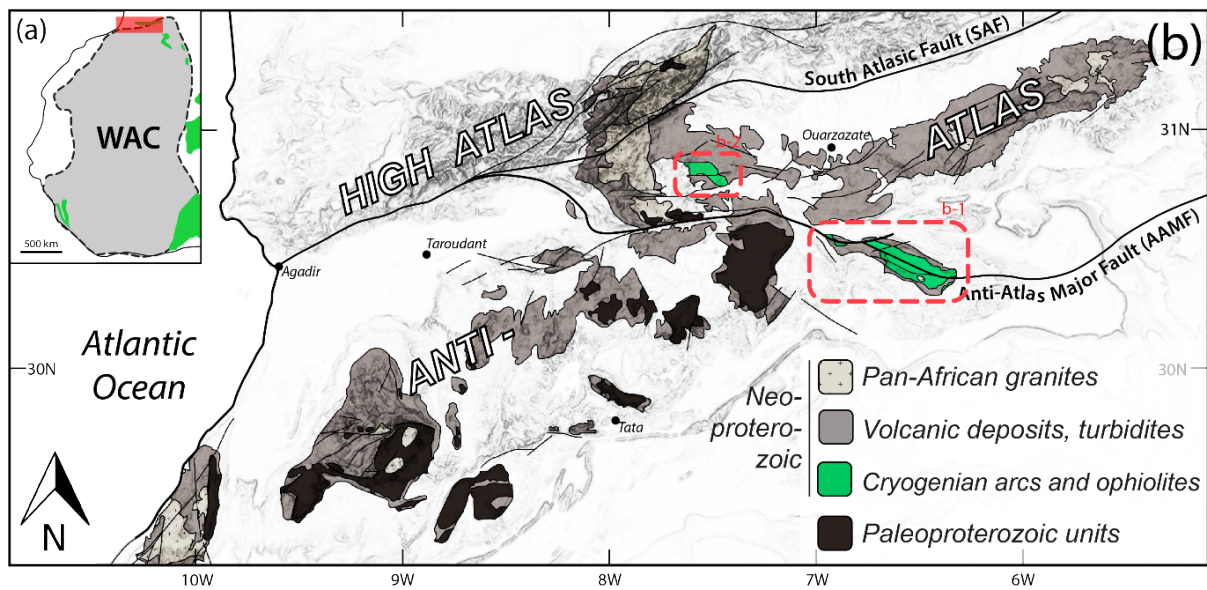 (a)
WAC
500 km
(b)
South Atlasic Fault (SAF)
HIGH ATLAS
ATLAS
31N
Ouarzazate
b-2
b-1
Taroudant
Agadir
Anti-Atlas Major Fault (AAMF)
ANTI -
Atlantic
Ocean
30N
30N
Tata
N
Neo-
protero-
zoic
Pan-African granites
Volcanic deposits, turbidites
Cryogenian arcs and ophiolites
Paleoproterozoic units
10W
9W
8W
7W
6W